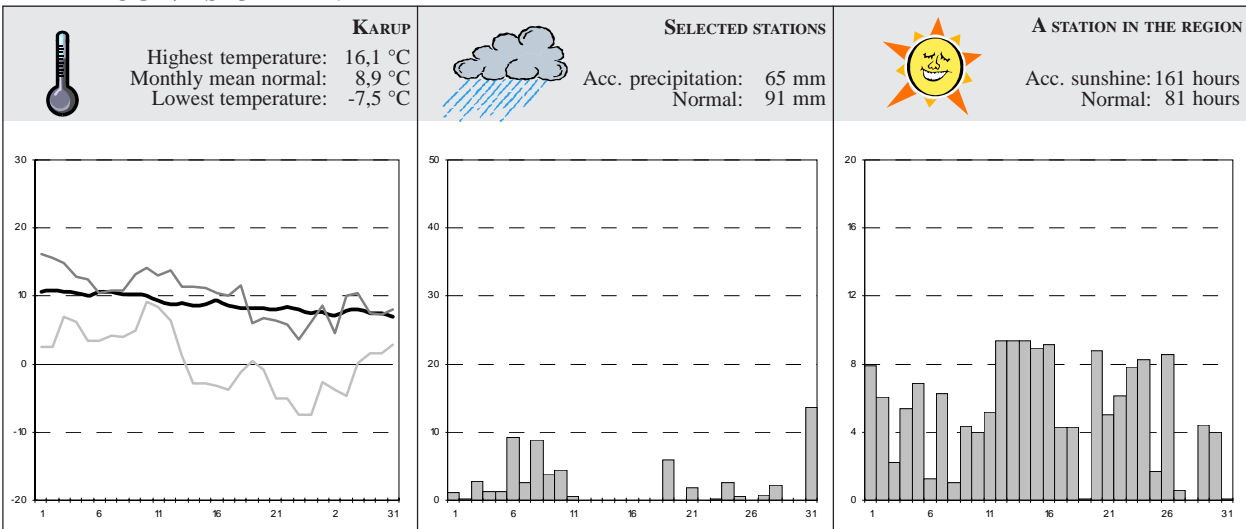 KARUP
Highest temperature: 16,1 °C
Monthly mean normal: 8,9 °C
Lowest temperature: -7,5 °C
30
20
10
0
-10
-20
1 6 11 16 21 2 31
SELECTED STATIONS
Acc. precipitation: 65 mm
Normal: 91 mm
50
40
30
20
10
0
1 6 11 16 21 26 31
A STATION IN THE REGION
Acc. sunshine: 161 hours
Normal: 81 hours
20
16
12
8
4
0
1 6 11 16 21 26 31